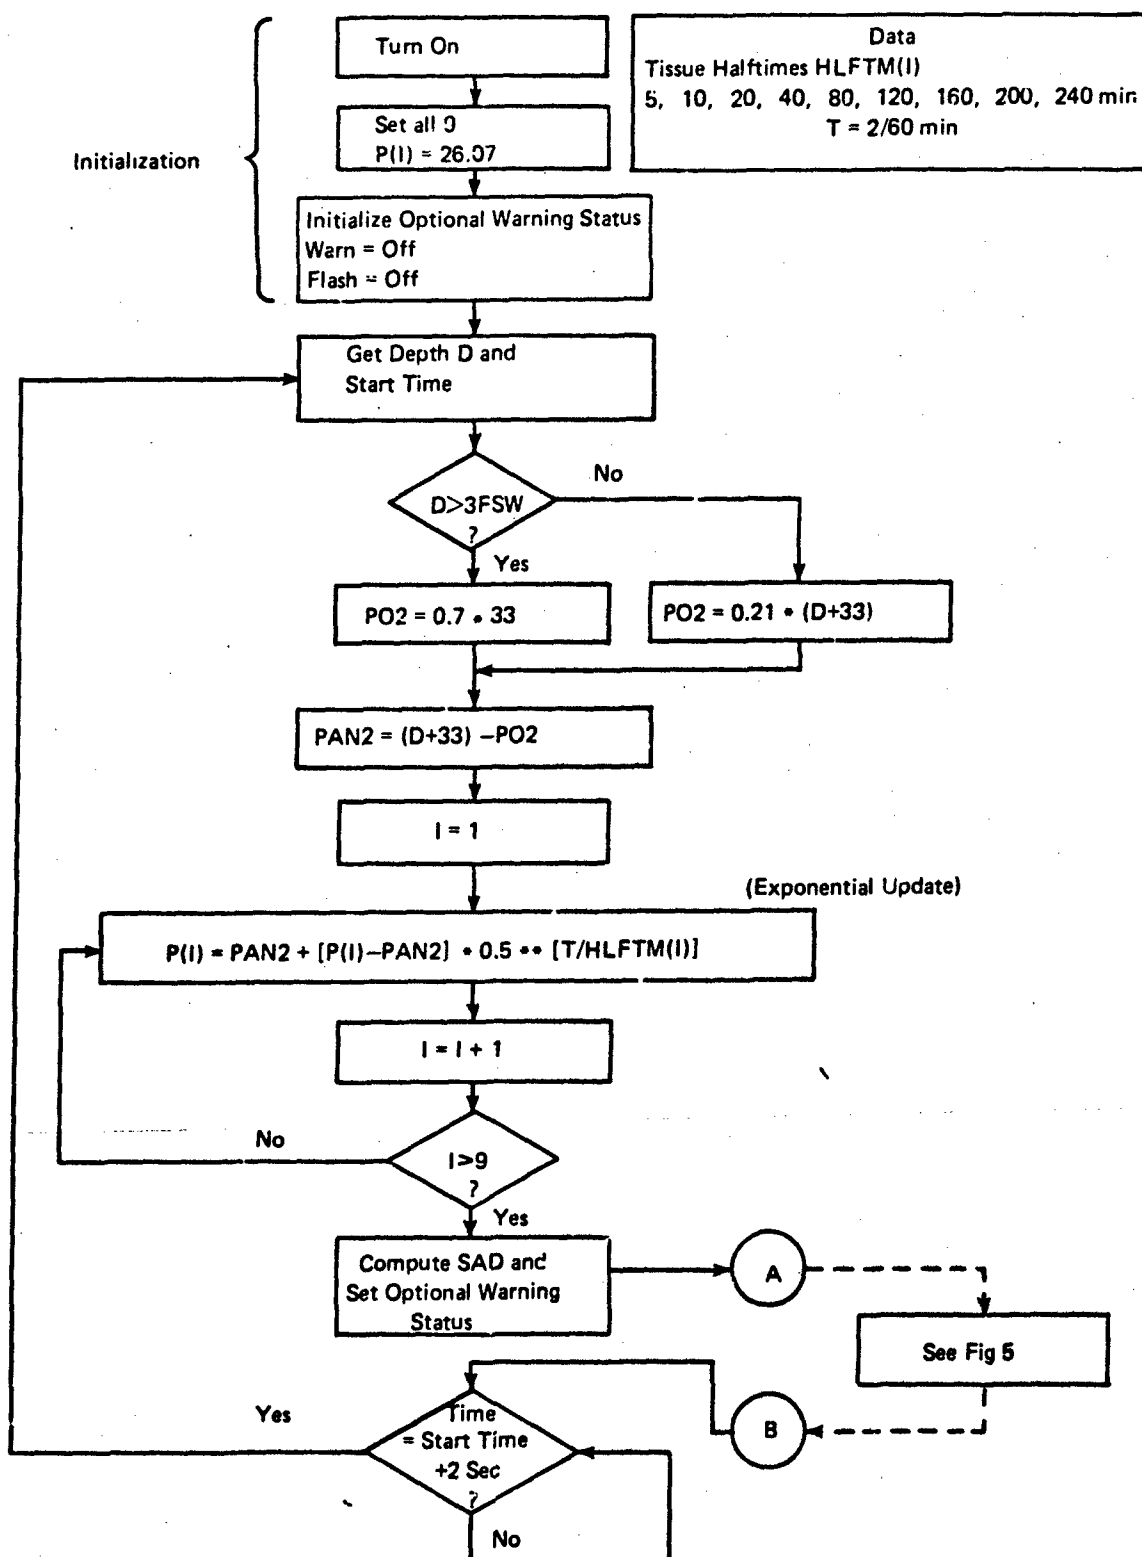 Turn On
Data
Tissue Halftimes HLFTM(I)
5, 10, 20, 40, 80, 120, 160, 200, 240 min
T = 2/60 min
Set all 0
P(I) = 26.07
Initialization
Initialize Optional Warning Status
Warn = Off
Flash = Off
Get Depth D and
Start Time
No
D>3FSW
?
Yes
PO2 = 0.7 * 33
PO2 = 0.21 * (D+33)
PAN2 = (D+33) –PO2
I = 1
(Exponential Update)
P(I) = PAN2 + [P(I)–PAN2] * 0.5 ** [T/HLFTM(I)]
I = I + 1
No
I>9
?
Yes
Compute SAD and
Set Optional Warning
Status
A
See Fig 5
Yes
Time
= Start Time
+2 Sec
?
B
No